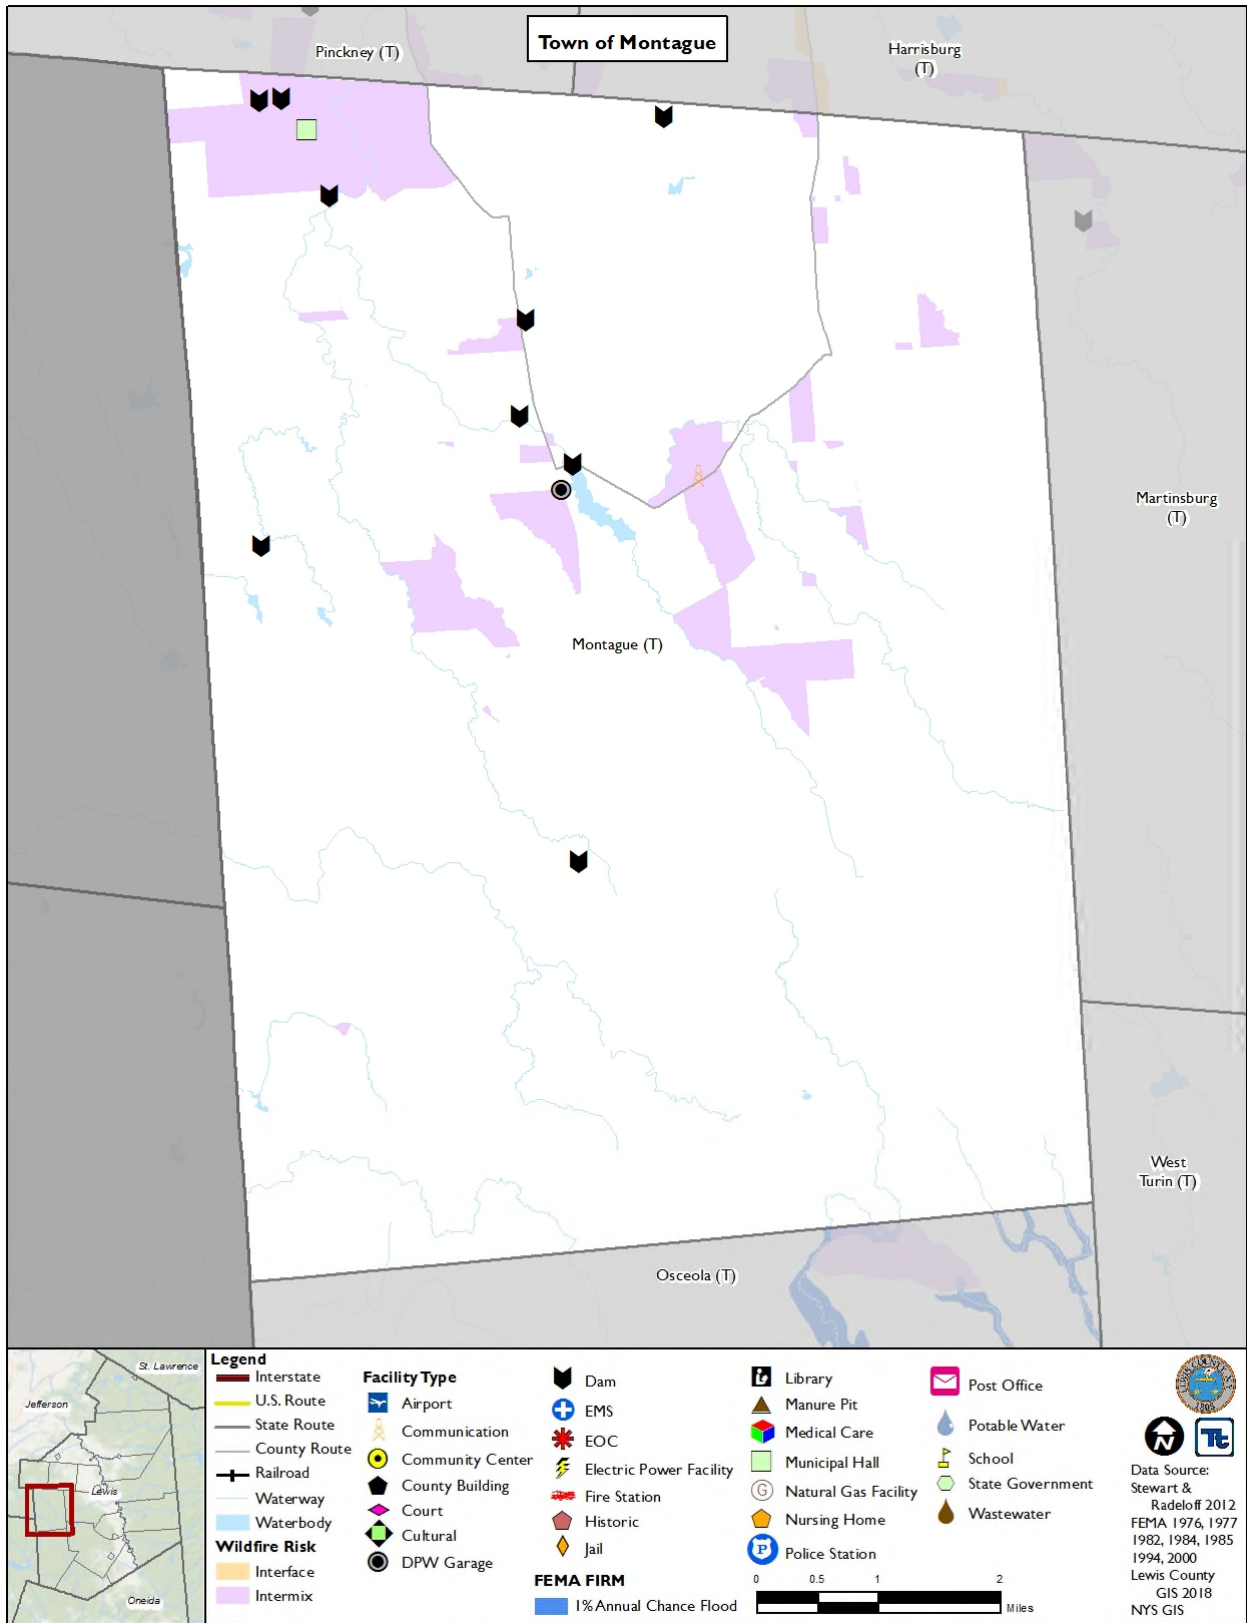 Town of Montague
Pinckney (T)
Harrisburg
(T)
Martinsburg
(T)
Montague (T)
West
Turin (T)
Osceola (T)
St. Lawrence
Jefferson
Lewis
Oneida
Legend
Interstate
U.S. Route
State Route
County Route
Railroad
Waterway
Waterbody
Wildfire Risk
Interface
Intermix
Facility Type
Airport
Communication
Community Center
County Building
Court
Cultural
DPW Garage
Dam
EMS
EOC
Electric Power Facility
Fire Station
Historic
Jail
FEMA FIRM
1% Annual Chance Flood
Library
Manure Pit
Medical Care
Municipal Hall
G
Natural Gas Facility
Nursing Home
P
Police Station
0 0.5 1 2
Miles
Post Office
Potable Water
School
State Government
Wastewater
N
Tt
Data Source:
Stewart &
Radeloff 2012
FEMA 1976, 1977
1982, 1984, 1985
1994, 2000
Lewis County
GIS 2018
NYS GIS